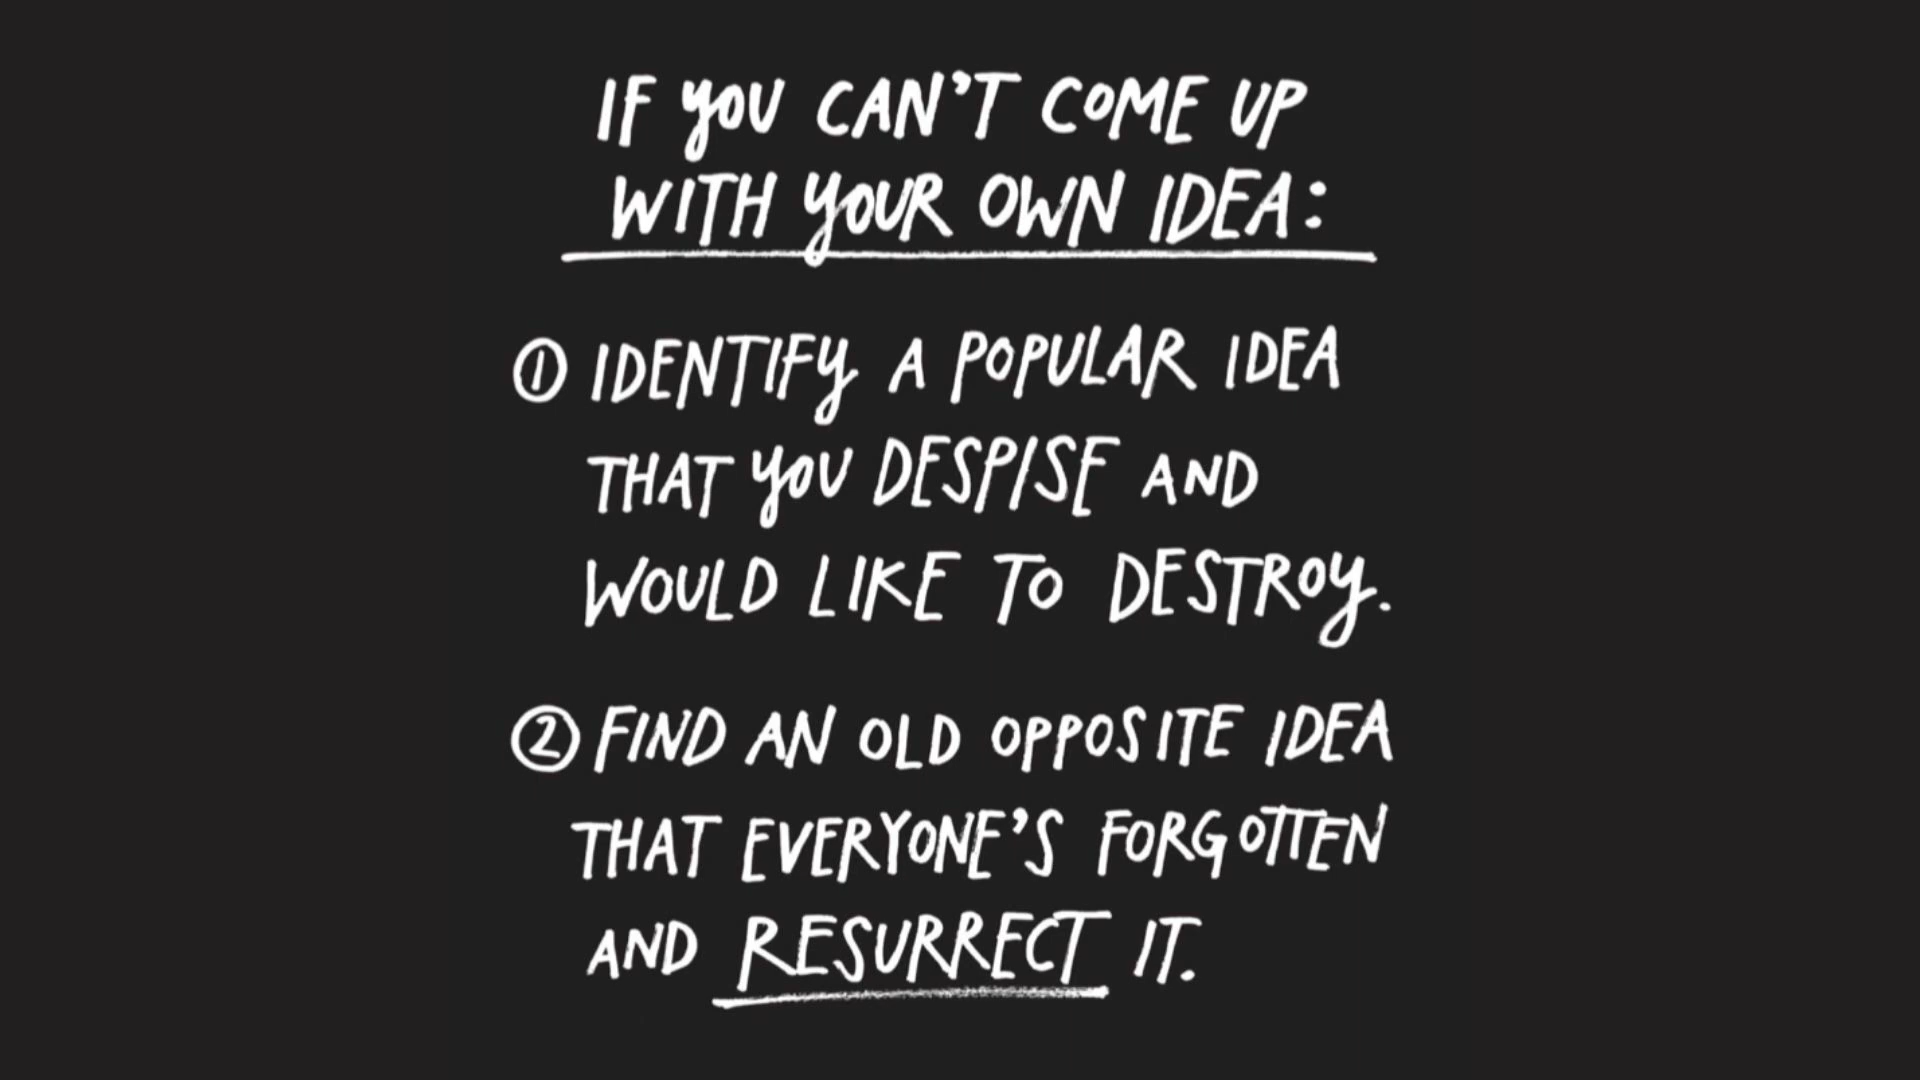 IF YOU CAN'T COME UP
WITH YOUR OWN IDEA:
① IDENTIFY A POPULAR IDEA
THAT YOU DESPISE AND
WOULD LIKE TO DESTROY.
② FIND AN OLD OPPOSITE IDEA
THAT EVERYONE'S FORGOTTEN
AND RESURRECT IT.